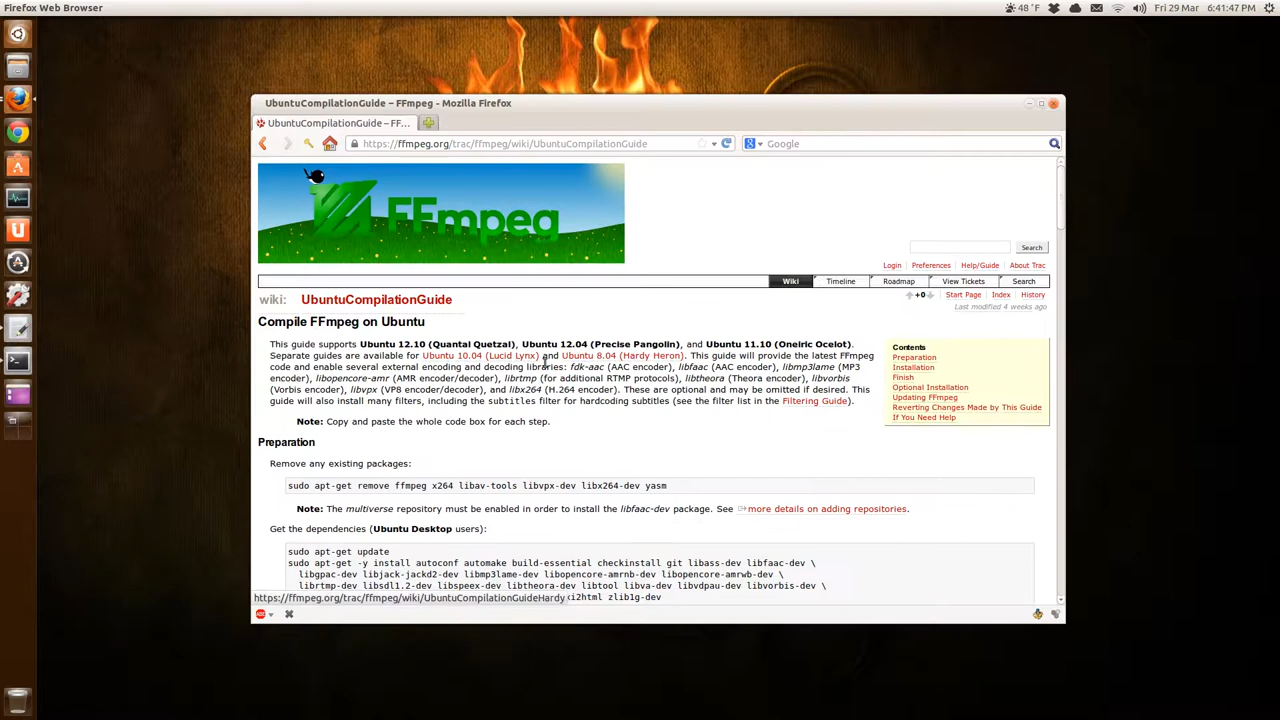 Firefox Web Browser
48 °F
Fri 29 Mar
6:41:47 PM
UbuntuCompilationGuide – FFmpeg - Mozilla Firefox
UbuntuCompilationGuide – FF...
https://ffmpeg.org/trac/ffmpeg/wiki/UbuntuCompilationGuide
Google
FFmpeg
Search
Login
Preferences
Help/Guide
About Trac
Wiki
Timeline
Roadmap
View Tickets
Search
wiki: UbuntuCompilationGuide
+0
Start Page
Index
History
Last modified 4 weeks ago
Compile FFmpeg on Ubuntu
This guide supports Ubuntu 12.10 (Quantal Quetzal), Ubuntu 12.04 (Precise Pangolin), and Ubuntu 11.10 (Oneiric Ocelot).
Separate guides are available for Ubuntu 10.04 (Lucid Lynx) and Ubuntu 8.04 (Hardy Heron). This guide will provide the latest FFmpeg
code and enable several external encoding and decoding libraries: fdk-aac (AAC encoder), libfaac (AAC encoder), libmp3lame (MP3
encoder), libopencore-amr (AMR encoder/decoder), librtmp (for additional RTMP protocols), libtheora (Theora encoder), libvorbis
(Vorbis encoder), libvpx (VP8 encoder/decoder), and libx264 (H.264 encoder). These are optional and may be omitted if desired. This
guide will also install many filters, including the subtitles filter for hardcoding subtitles (see the filter list in the Filtering Guide).
Note: Copy and paste the whole code box for each step.
Contents
Preparation
Installation
Finish
Optional Installation
Updating FFmpeg
Reverting Changes Made by This Guide
If You Need Help
Preparation
Remove any existing packages:
sudo apt-get remove ffmpeg x264 libav-tools libvpx-dev libx264-dev yasm
Note: The multiverse repository must be enabled in order to install the libfaac-dev package. See more details on adding repositories.
Get the dependencies (Ubuntu Desktop users):
sudo apt-get update
sudo apt-get -y install autoconf automake build-essential checkinstall git libass-dev libfaac-dev \
libgpac-dev libjack-jackd2-dev libmp3lame-dev libopencore-amrnb-dev libopencore-amrwb-dev \
librtmp-dev libsdl1.2-dev libspeex-dev libtheora-dev libtool libva-dev libvdpau-dev libvorbis-dev \
xi2html zlib1g-dev
https://ffmpeg.org/trac/ffmpeg/wiki/UbuntuCompilationGuideHardy
ABP